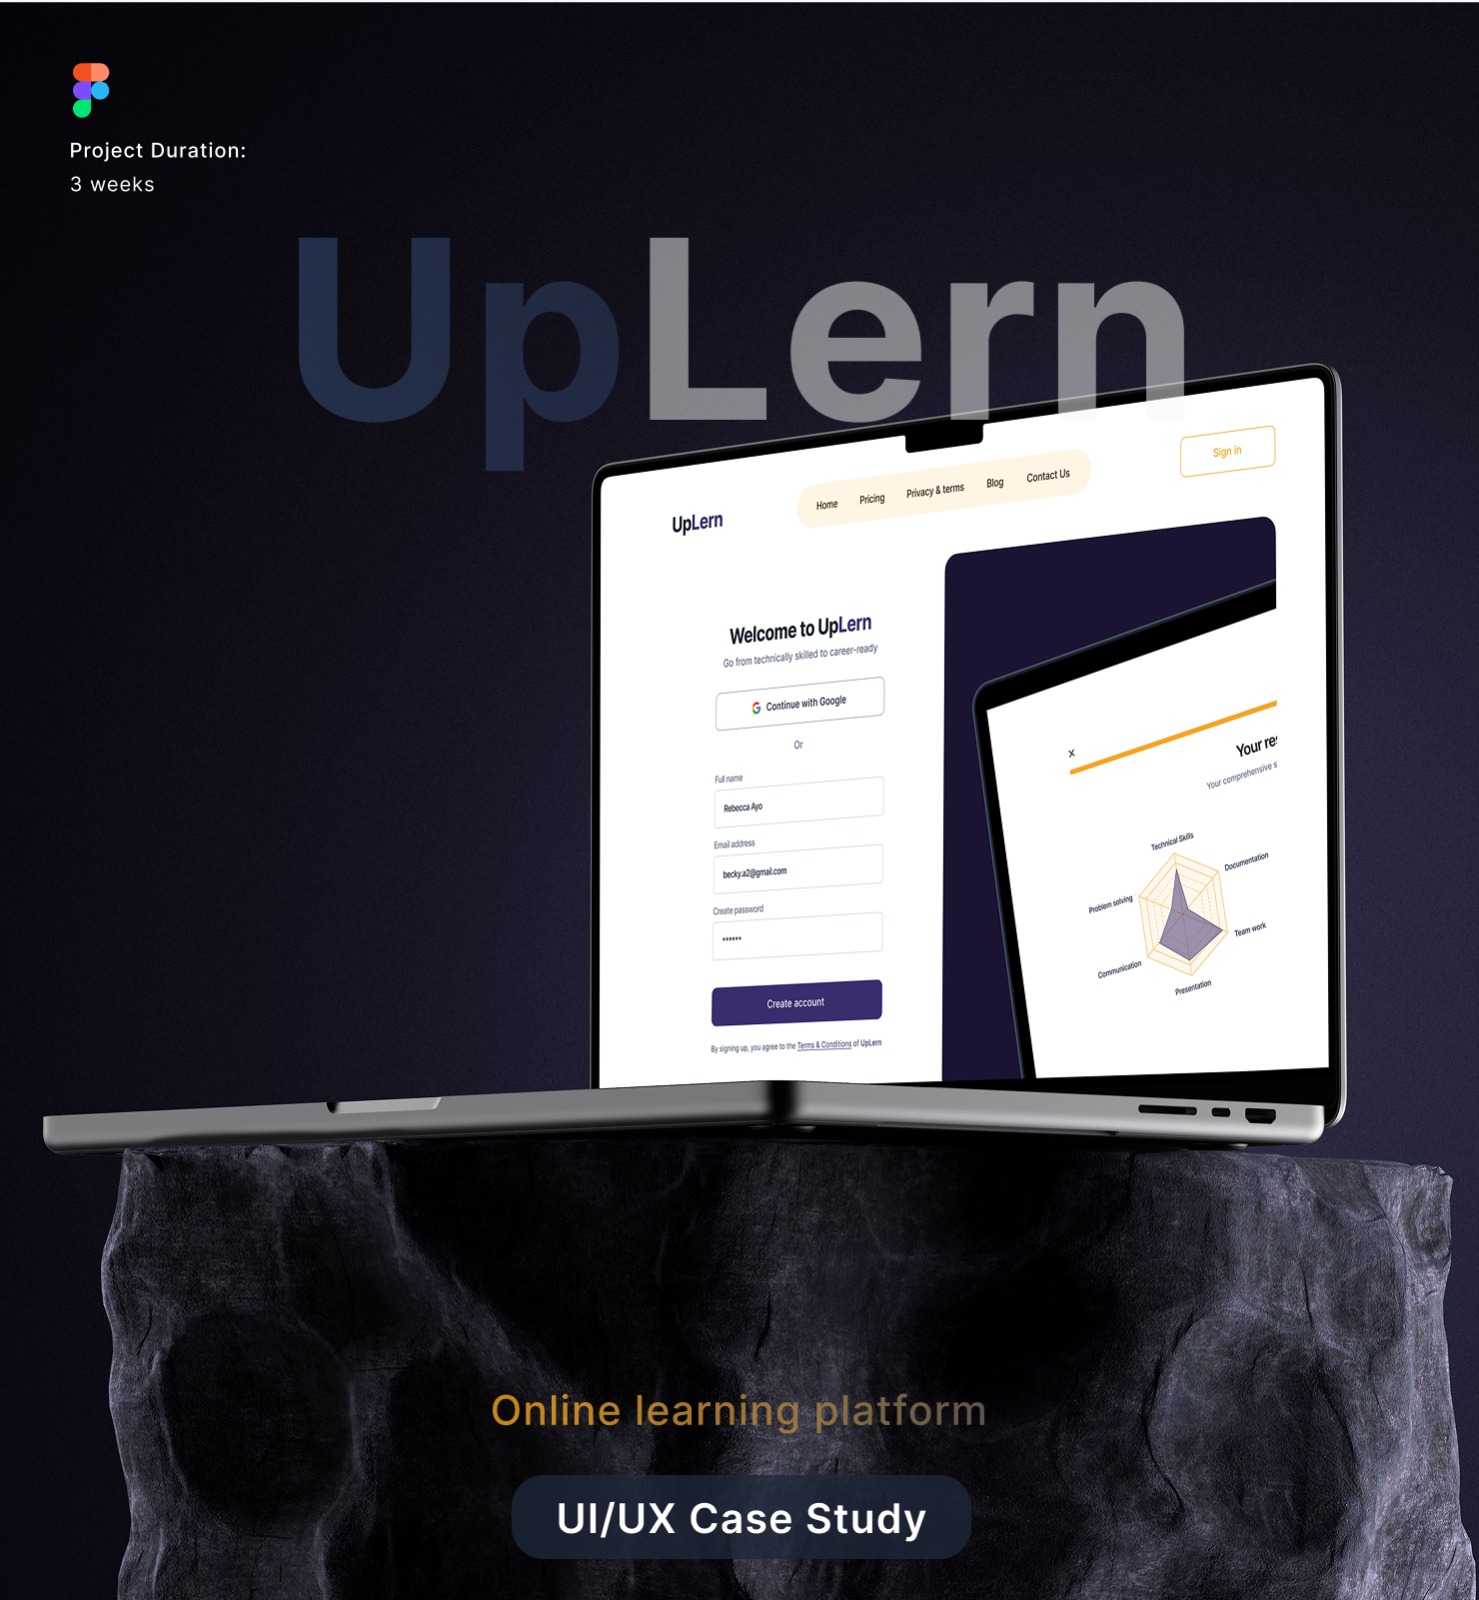 Project Duration:
3 weeks
UpLern
Sign in
Home Pricing Privacy & terms Blog Contact Us
UpLern
Welcome to UpLern
Go from technically skilled to career-ready
Continue with Google
Or
Full name
Rebecca Ayo
Email address
becky.a2@gmail.com
Create password
••••••
Create account
By signing up, you agree to the Terms & Conditions of UpLern
×
Your res
Your comprehensive s
Technical Skills
Documentation
Problem solving
Team work
Communication
Presentation
Online learning platform
UI/UX Case Study